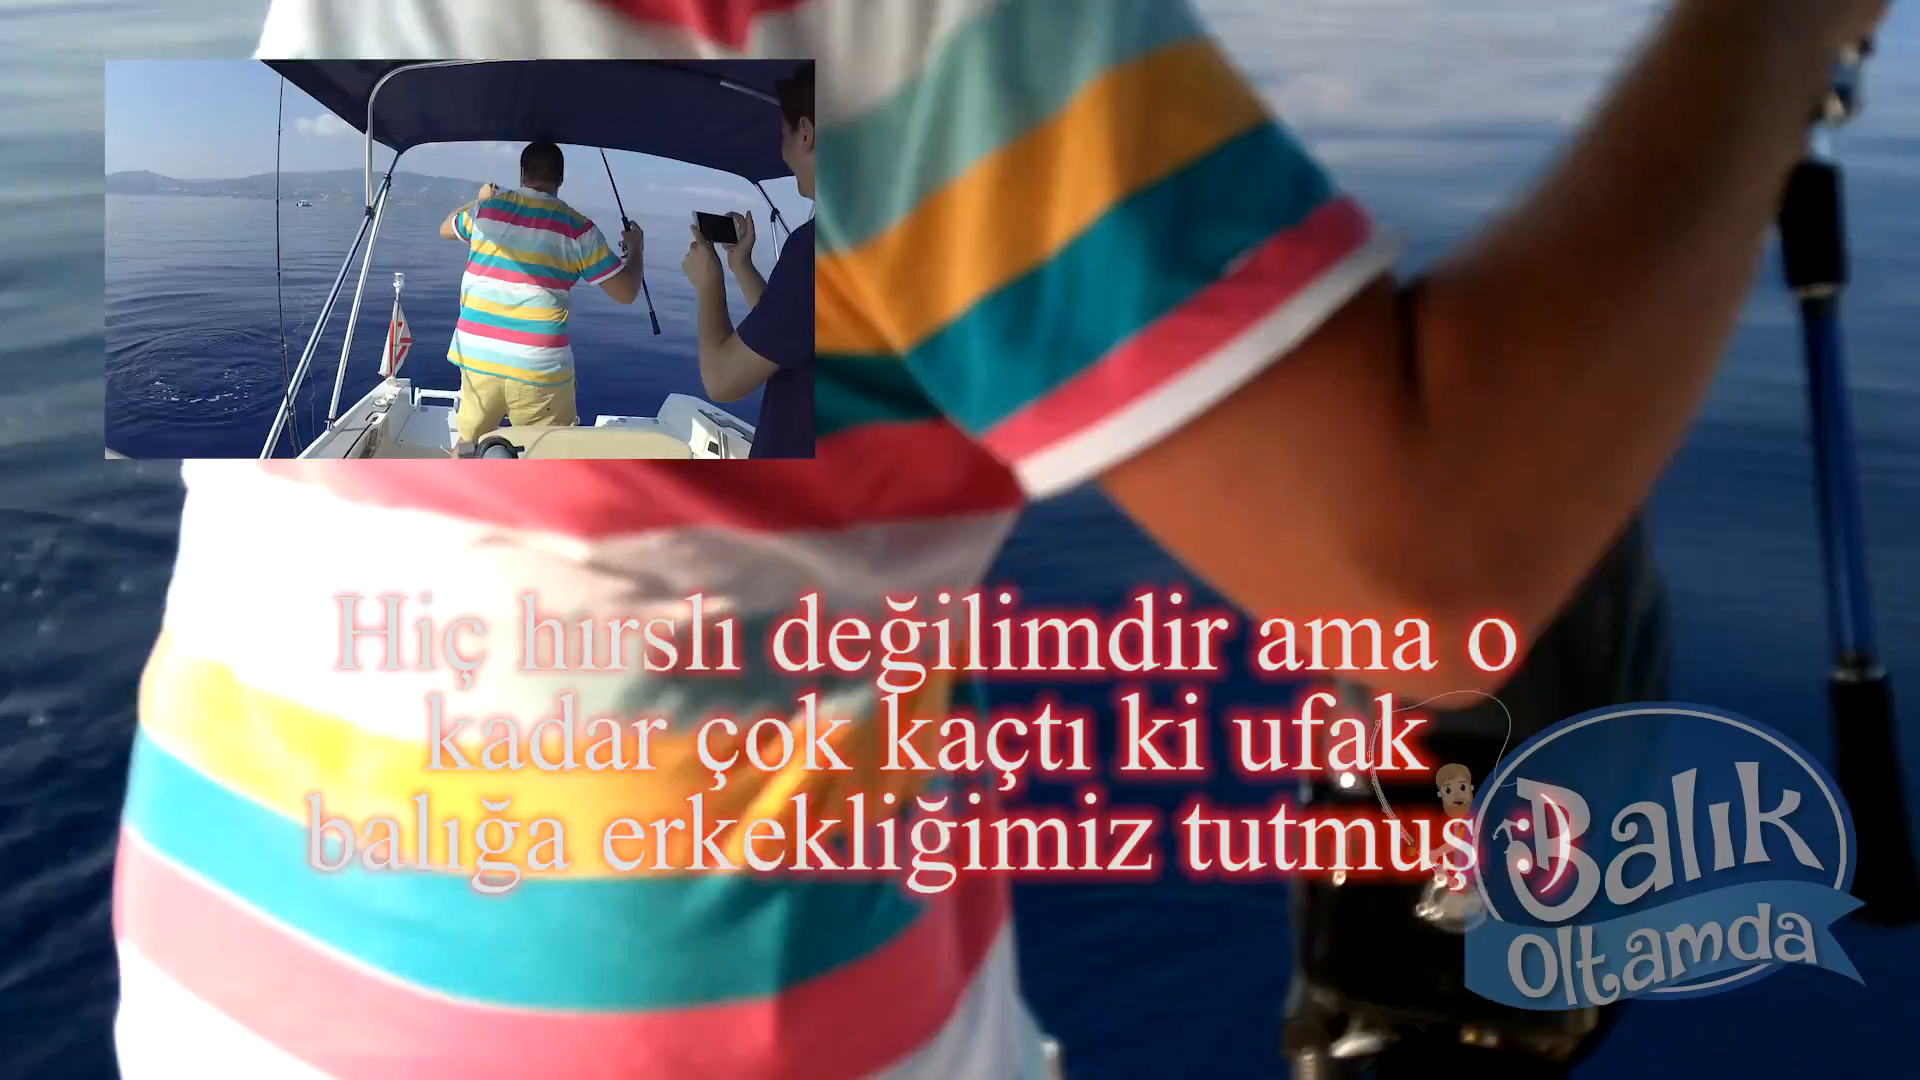 Hiç hırslı değilimdir ama o
kadar çok kaçtı ki ufak
balığa erkekliğimiz tutmuş :)
Balık
Oltamda